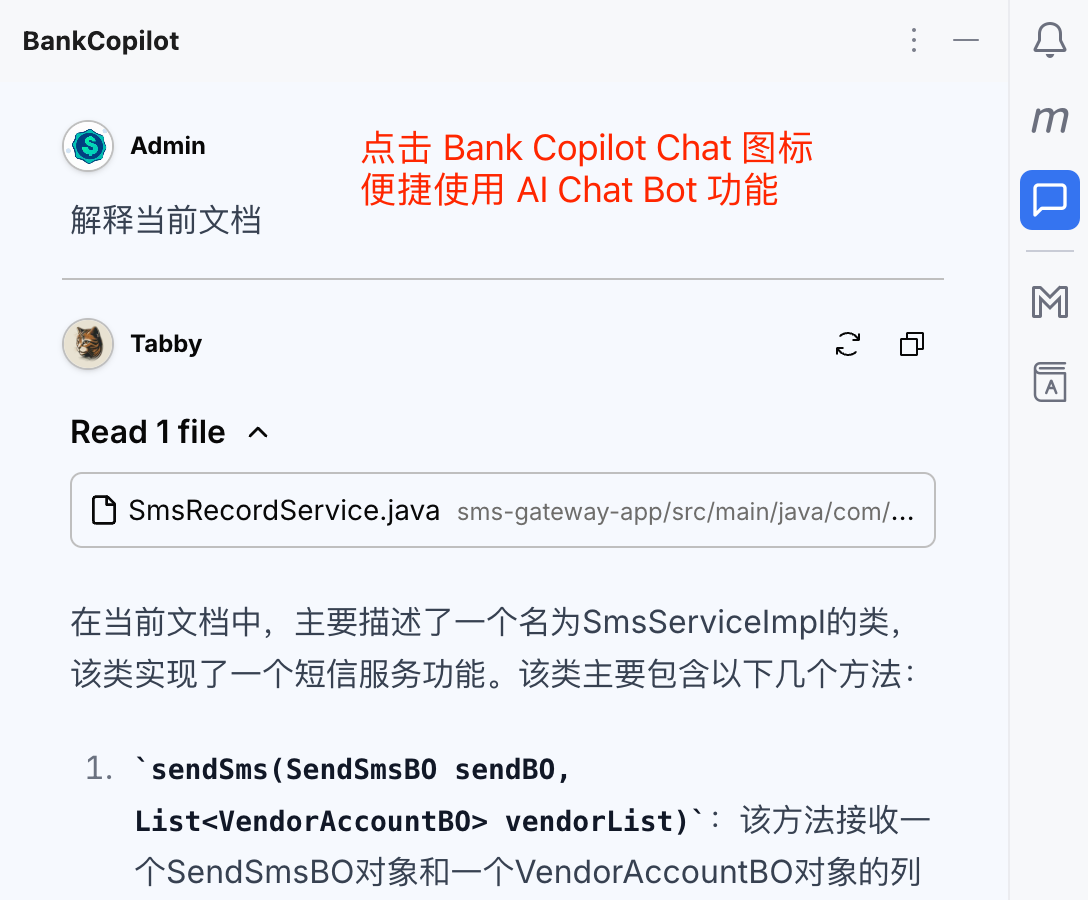 BankCopilot
Admin
点击 Bank Copilot Chat 图标
便捷使用 AI Chat Bot 功能
解释当前文档
m
Tabby
Read 1 file
SmsRecordService.java sms-gateway-app/src/main/java/com/...
A
在当前文档中，主要描述了一个名为SmsServiceImpl的类，
该类实现了一个短信服务功能。该类主要包含以下几个方法：
1. `sendSms(SendSmsBO sendBO,
List<VendorAccountBO> vendorList)`：该方法接收一
个SendSmsBO对象和一个VendorAccountBO对象的列